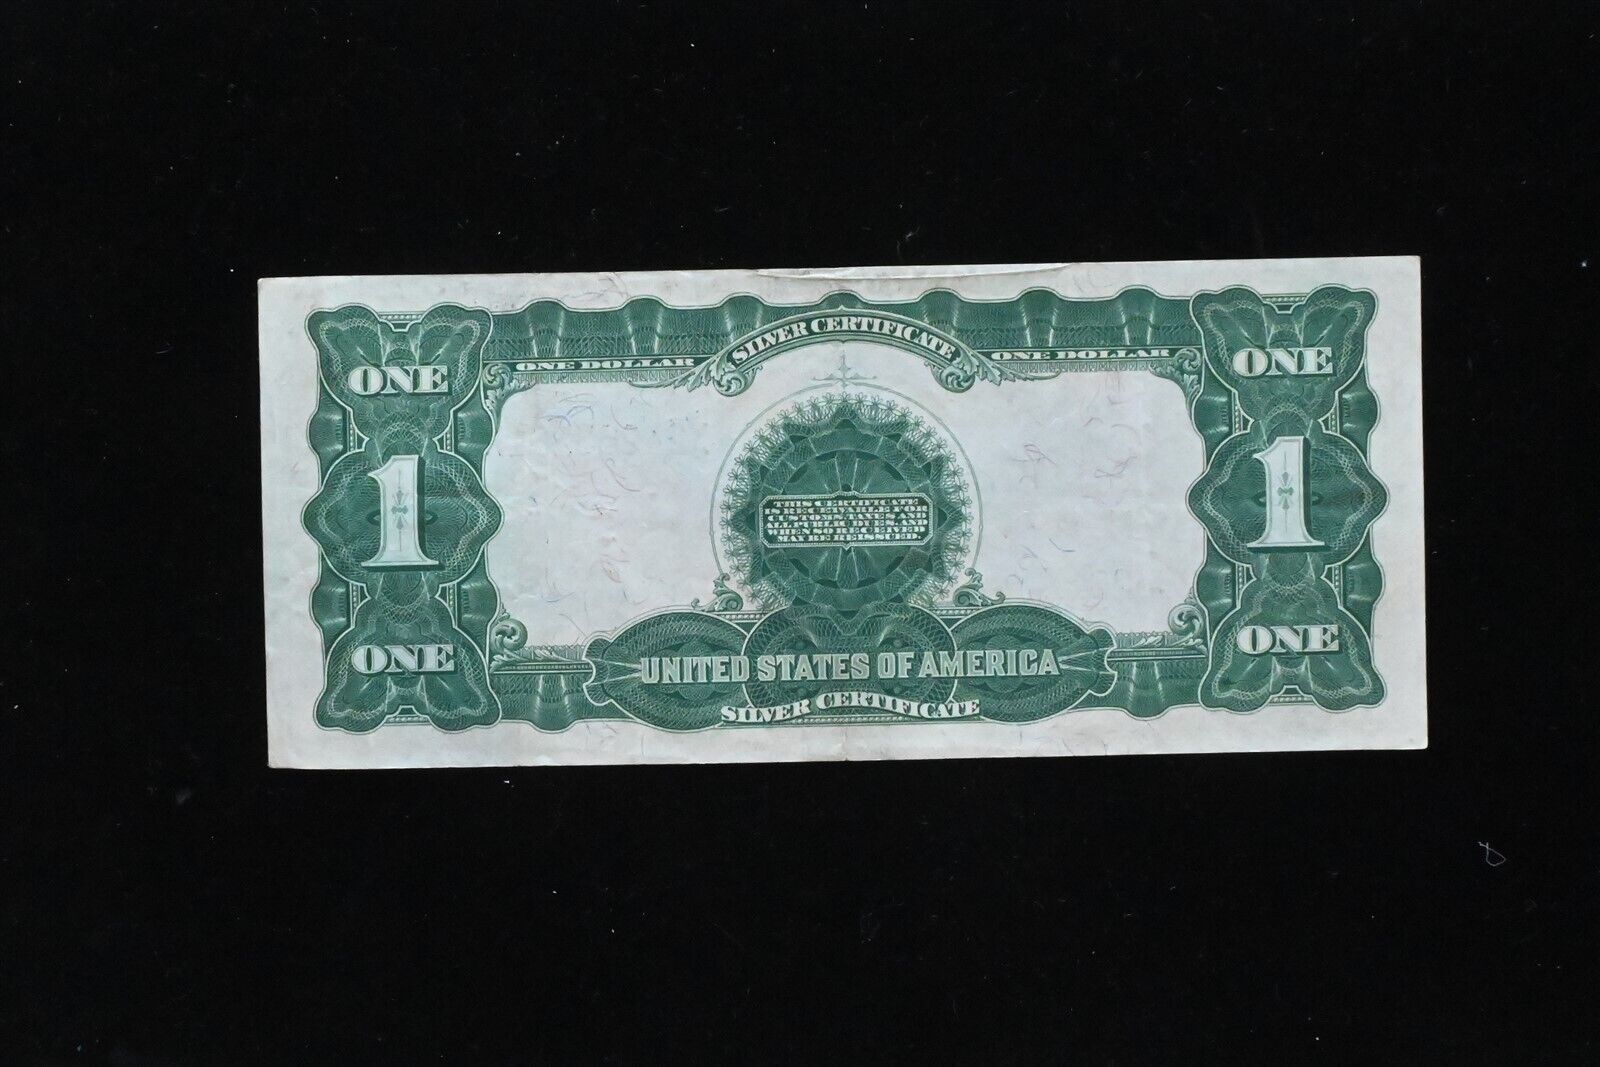 SILVER CERTIFICATE
ONE DOLLAR ONE DOLLAR
ONE ONE
1 1
THIS CERTIFICATE
IS RECEIVABLE FOR
CUSTOMS, TAXES AND
ALL PUBLIC DUES, AND
WHEN SO RECEIVED
MAY BE REISSUED.
ONE ONE
UNITED STATES OF AMERICA
SILVER CERTIFICATE